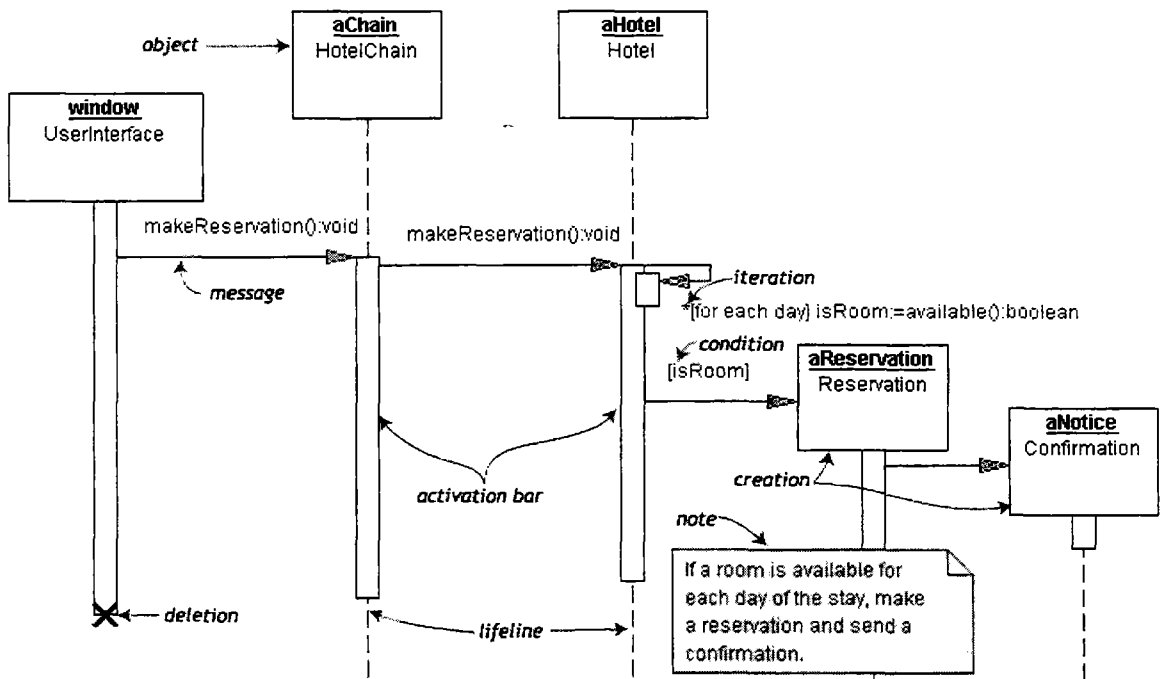 object
aChain
HotelChain
aHotel
Hotel
window
UserInterface
makeReservation():void
makeReservation():void
message
iteration
*[for each day] isRoom:=available():boolean
condition
[isRoom]
aReservation
Reservation
aNotice
Confirmation
activation bar
creation
note
If a room is available for
each day of the stay, make
a reservation and send a
confirmation.
deletion
lifeline